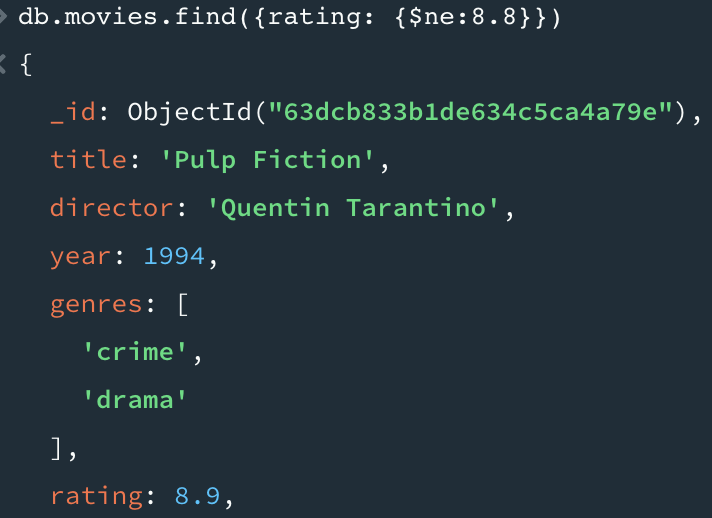 db.movies.find({rating: {$ne:8.8}})
{
_id: ObjectId("63dcb833b1de634c5ca4a79e"),
title: 'Pulp Fiction',
director: 'Quentin Tarantino',
year: 1994,
genres: [
'crime',
'drama'
],
rating: 8.9,